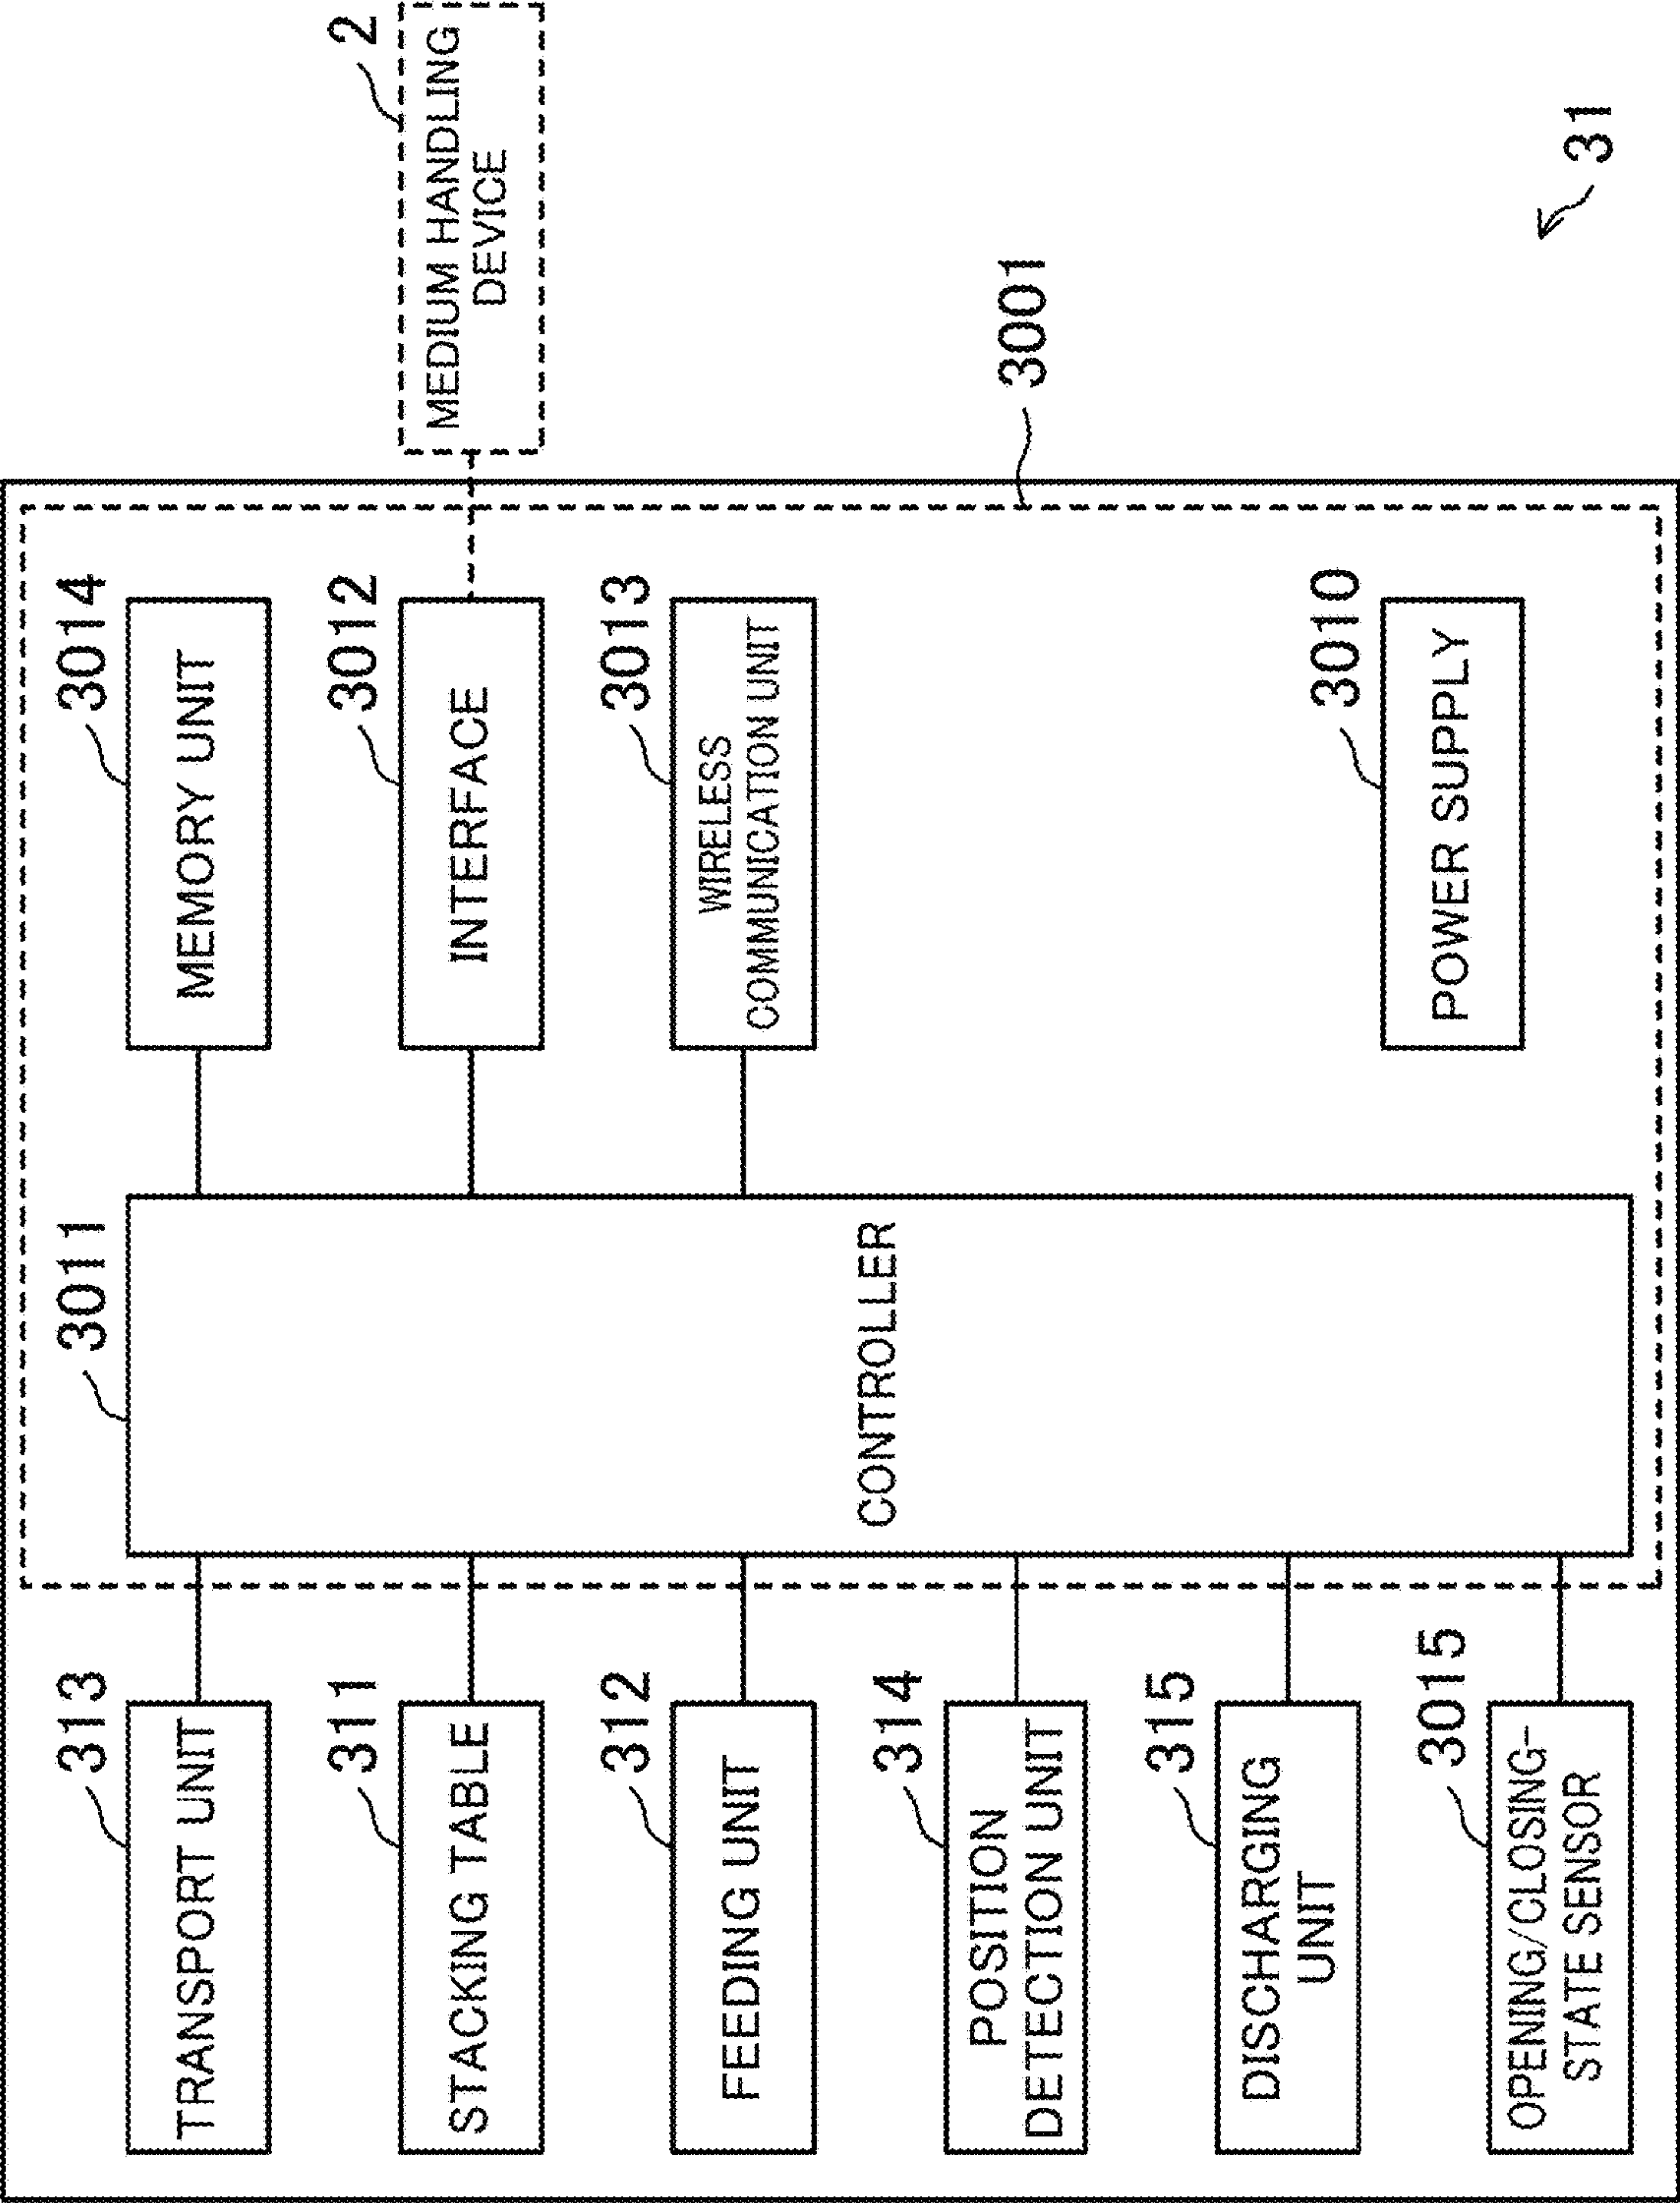 313
TRANSPORT UNIT
311
STACKING TABLE
312
FEEDING UNIT
314
POSITION
DETECTION UNIT
315
DISCHARGING
UNIT
3015
OPENING/CLOSING-
STATE SENSOR
3011
CONTROLLER
3014
MEMORY UNIT
3012
INTERFACE
3013
WIRELESS
COMMUNICATION UNIT
3010
POWER SUPPLY
3001
2
MEDIUM HANDLING
DEVICE
31